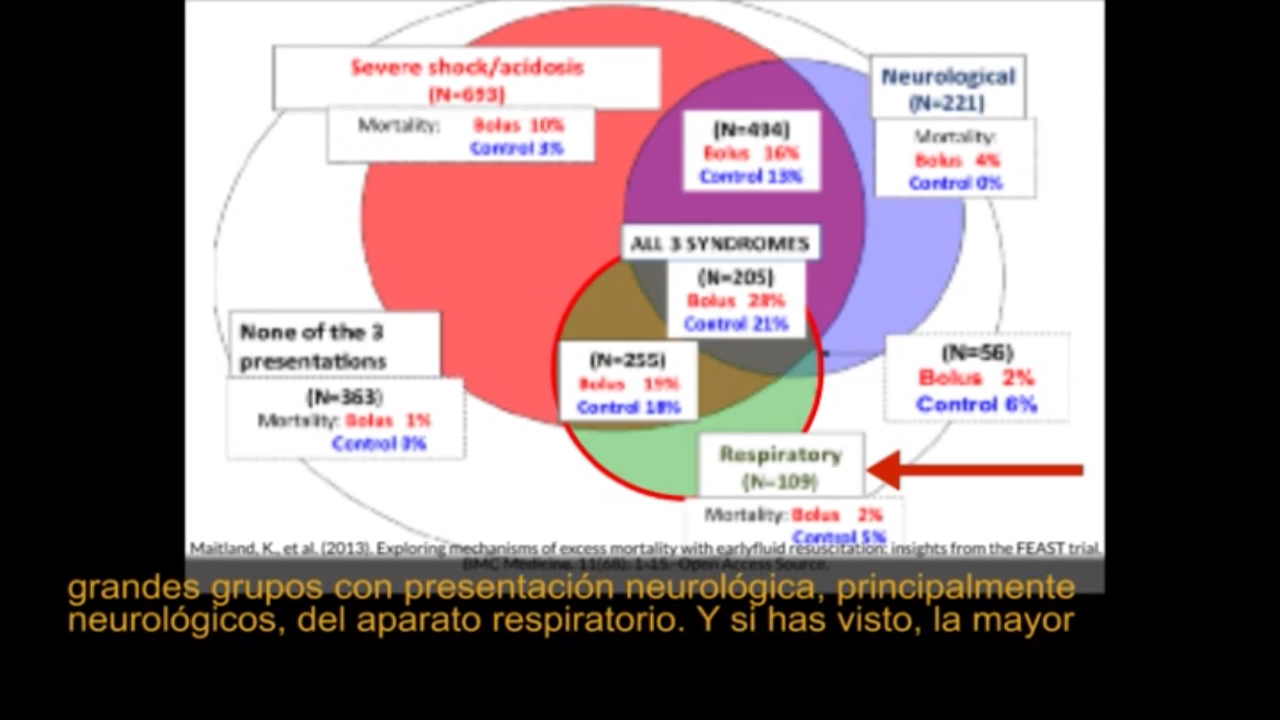 Severe shock/acidosis
(N=693)
Mortality: Bolus 10%
Control 3%
Neurological
(N=221)
Mortality:
Bolus 4%
Control 0%
(N=494)
Bolus 16%
Control 13%
ALL 3 SYNDROMES
(N=205)
Bolus 28%
Control 21%
None of the 3
presentations
(N=363)
Mortality: Bolus 1%
Control
(N=255)
Bolus 19%
Control 18%
(N=56)
Bolus 2%
Control 6%
Respiratory
(N=109)
Mortality: Bolus 2%
Control 5%
Maitland, K., et al. (2013). Exploring mechanisms of excess mortality with earlyfluid resuscitation: insights from the FEAST trial.
BMC Medicine. 11(68): 1-15. Open Access Source.
grandes grupos con presentación neurológica, principalmente
neurológicos, del aparato respiratorio. Y si has visto, la mayor